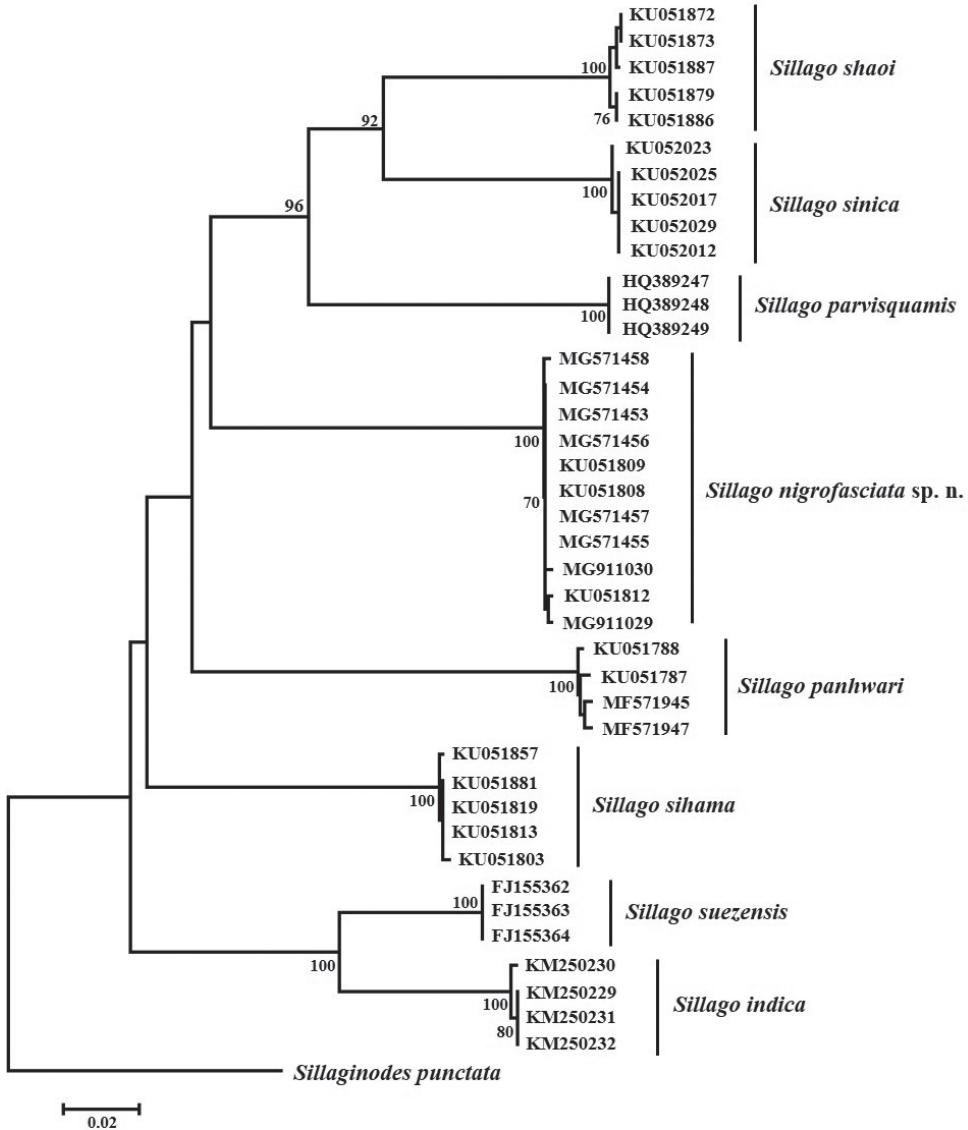 KU051872
KU051873
100
KU051887
Sillago shaoi
KU051879
76
KU051886
92
KU052023
KU052025
100
KU052017
Sillago sinica
96
KU052029
KU052012
HQ389247
HQ389248
Sillago parvisquamis
100
HQ389249
MG571458
MG571454
MG571453
100
MG571456
KU051809
KU051808
Sillago nigrofasciata sp. n.
70
MG571457
MG571455
MG911030
KU051812
MG911029
KU051788
KU051787
Sillago panhwari
100
MF571945
MF571947
KU051857
KU051881
100
KU051819
Sillago sihama
KU051813
KU051803
FJ155362
100
FJ155363
Sillago suezensis
FJ155364
100
KM250230
KM250229
100
Sillago indica
KM250231
80
KM250232
Sillaginodes punctata
0.02